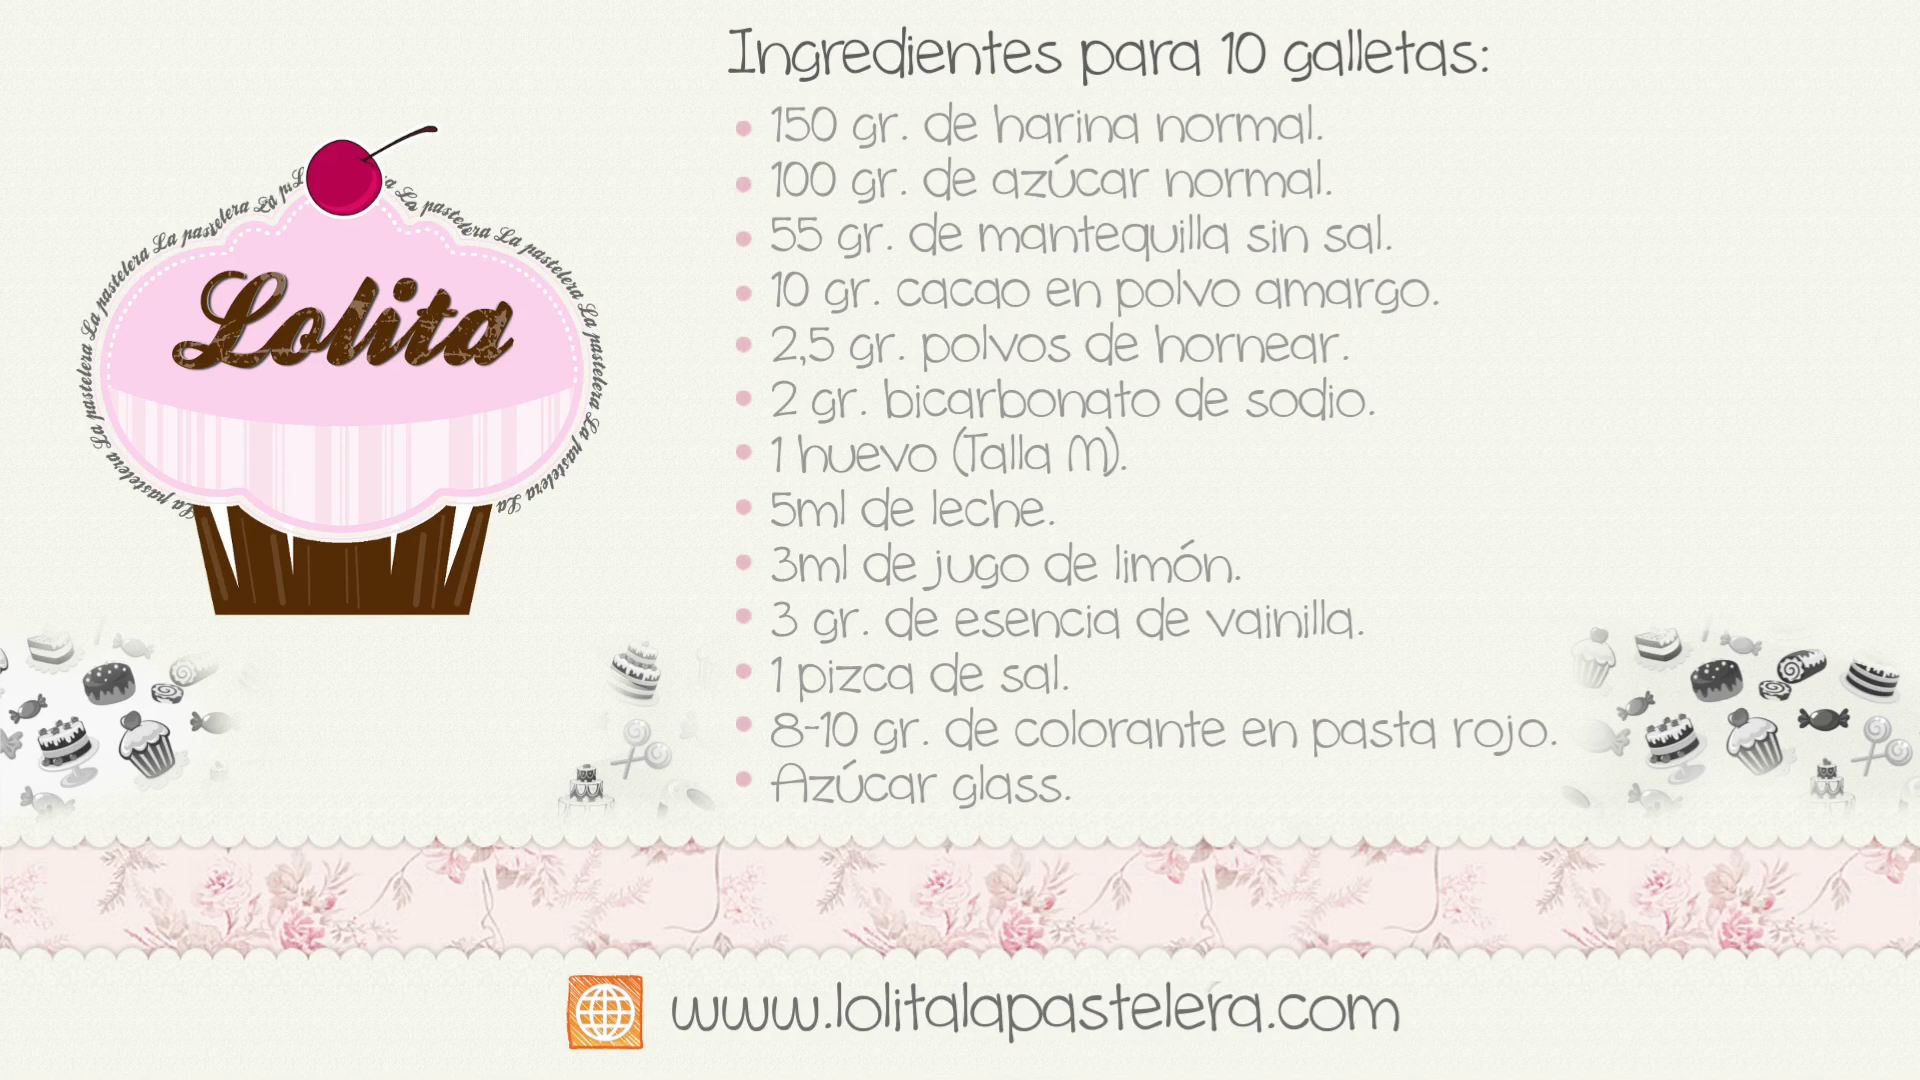 Ingredientes para 10 galletas:
• 150 gr. de harina normal.
• 100 gr. de azúcar normal.
• 55 gr. de mantequilla sin sal.
• 10 gr. cacao en polvo amargo.
• 2,5 gr. polvos de hornear.
• 2 gr. bicarbonato de sodio.
• 1 huevo (Talla M).
• 5ml de leche.
• 3ml de jugo de limón.
• 3 gr. de esencia de vainilla.
• 1 pizca de sal.
• 8-10 gr. de colorante en pasta rojo.
• Azúcar glass.
La pastelera La pastelera La pastelera La pastelera La
La pastelera La pastelera La pastelera La pastelera La
Lolita
www.lolitalapastelera.com